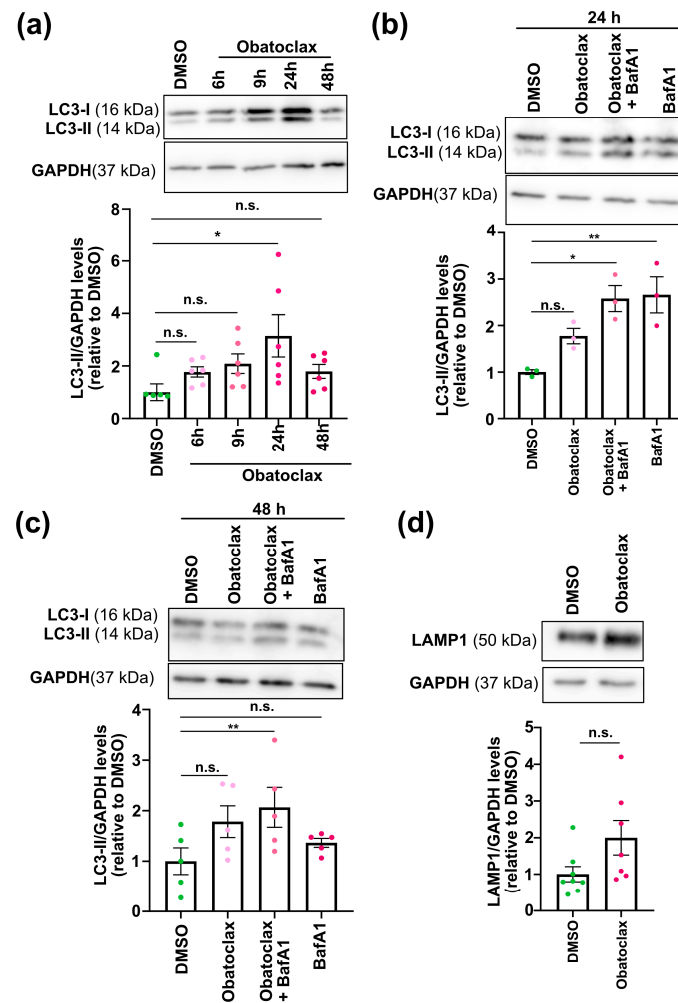 (a)
DMSO
Obatoclax
6h
9h
24h
48h
LC3-I (16 kDa)
LC3-II (14 kDa)
GAPDH(37 kDa)
LC3-II/GAPDH levels
(relative to DMSO)
8
6
4
2
0
n.s.
*
n.s.
n.s.
DMSO
6h
9h
24h
48h
Obatoclax
(b)
24 h
DMSO
Obatoclax
Obatoclax
+ BafA1
BafA1
LC3-I (16 kDa)
LC3-II (14 kDa)
GAPDH(37 kDa)
LC3-II/GAPDH levels
(relative to DMSO)
4
3
2
1
0
**
*
n.s.
DMSO
Obatoclax
Obatoclax
+ BafA1
BafA1
(c)
48 h
DMSO
Obatoclax
Obatoclax
+ BafA1
BafA1
LC3-I (16 kDa)
LC3-II (14 kDa)
GAPDH(37 kDa)
LC3-II/GAPDH levels
(relative to DMSO)
4
3
2
1
0
n.s.
**
n.s.
DMSO
Obatoclax
Obatoclax
+ BafA1
BafA1
(d)
DMSO
Obatoclax
LAMP1 (50 kDa)
GAPDH (37 kDa)
LAMP1/GAPDH levels
(relative to DMSO)
5
4
3
2
1
0
n.s.
DMSO
Obatoclax